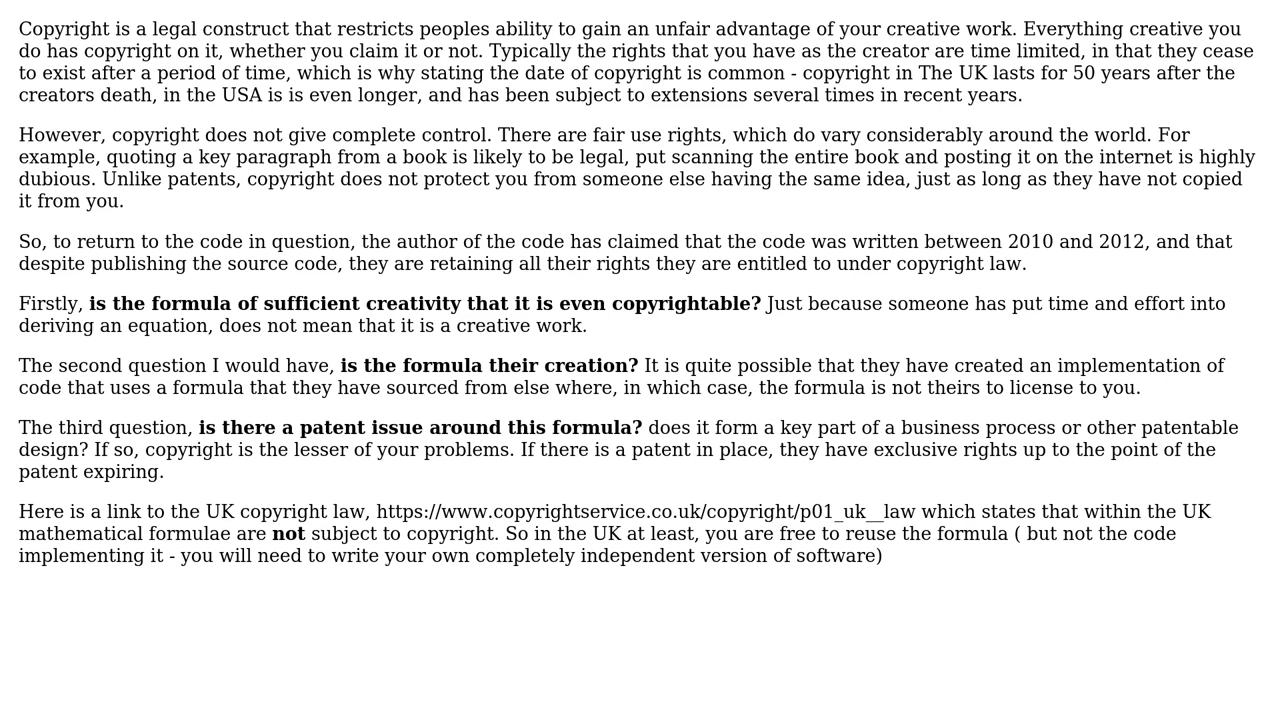 Copyright is a legal construct that restricts peoples ability to gain an unfair advantage of your creative work. Everything creative you
do has copyright on it, whether you claim it or not. Typically the rights that you have as the creator are time limited, in that they cease
to exist after a period of time, which is why stating the date of copyright is common - copyright in The UK lasts for 50 years after the
creators death, in the USA is is even longer, and has been subject to extensions several times in recent years.
However, copyright does not give complete control. There are fair use rights, which do vary considerably around the world. For
example, quoting a key paragraph from a book is likely to be legal, put scanning the entire book and posting it on the internet is highly
dubious. Unlike patents, copyright does not protect you from someone else having the same idea, just as long as they have not copied
it from you.
So, to return to the code in question, the author of the code has claimed that the code was written between 2010 and 2012, and that
despite publishing the source code, they are retaining all their rights they are entitled to under copyright law.
Firstly, is the formula of sufficient creativity that it is even copyrightable? Just because someone has put time and effort into
deriving an equation, does not mean that it is a creative work.
The second question I would have, is the formula their creation? It is quite possible that they have created an implementation of
code that uses a formula that they have sourced from else where, in which case, the formula is not theirs to license to you.
The third question, is there a patent issue around this formula? does it form a key part of a business process or other patentable
design? If so, copyright is the lesser of your problems. If there is a patent in place, they have exclusive rights up to the point of the
patent expiring.
Here is a link to the UK copyright law, https://www.copyrightservice.co.uk/copyright/p01_uk__law which states that within the UK
mathematical formulae are not subject to copyright. So in the UK at least, you are free to reuse the formula ( but not the code
implementing it - you will need to write your own completely independent version of software)